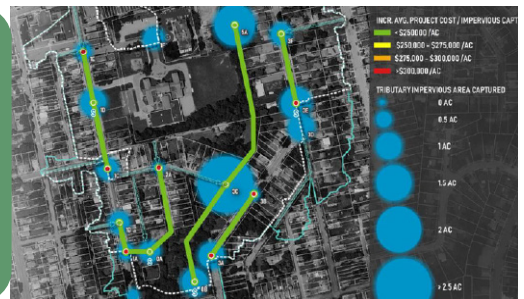 INCR. AVG. PROJECT COST / IMPERVIOUS CAPT
< $250000 /AC
$250,000 - $275,000 /AC
$275,000 - $300,000 /AC
>$300,000 /AC
TRIBUTARY IMPERVIOUS AREA CAPTURED
0 AC
0.5 AC
1 AC
1.5 AC
2 AC
> 2.5 AC